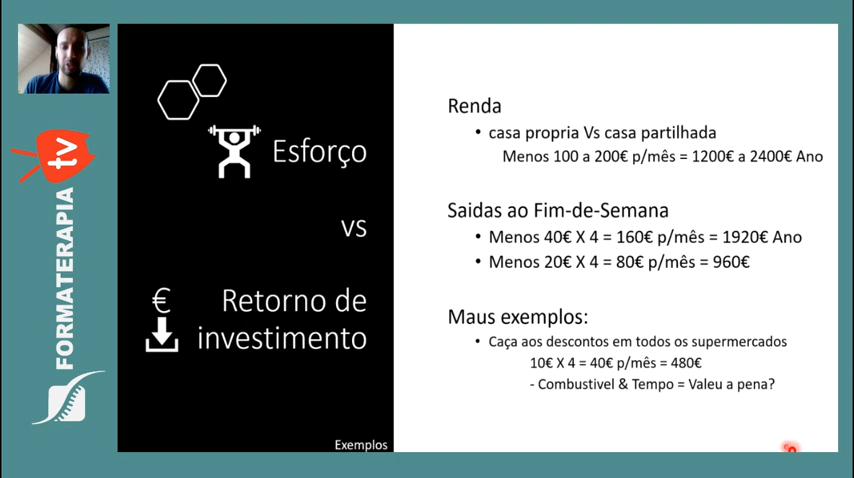 FORMATERAPIA
tv
Esforço
vs
€
Retorno de
investimento
Exemplos
Renda
• casa propria Vs casa partilhada
Menos 100 a 200€ p/mês = 1200€ a 2400€ Ano
Saidas ao Fim-de-Semana
• Menos 40€ X 4 = 160€ p/mês = 1920€ Ano
• Menos 20€ X 4 = 80€ p/mês = 960€
Maus exemplos:
• Caça aos descontos em todos os supermercados
10€ X 4 = 40€ p/mês = 480€
- Combustivel & Tempo = Valeu a pena?